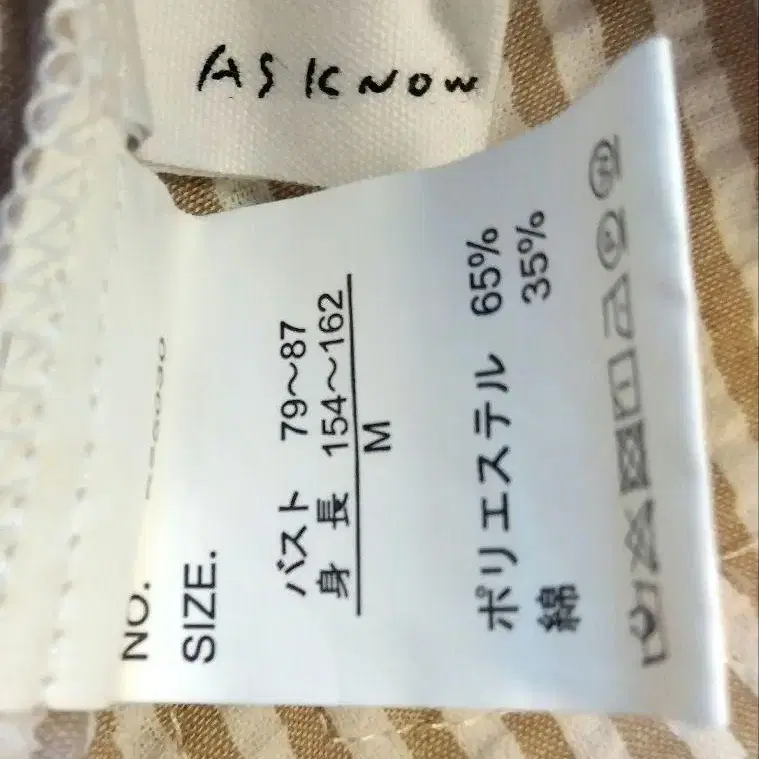 AS KNOW
NO.
SIZE.
バスト 79～87
身長 154～162
M
ポリエステル 65%
綿 35%